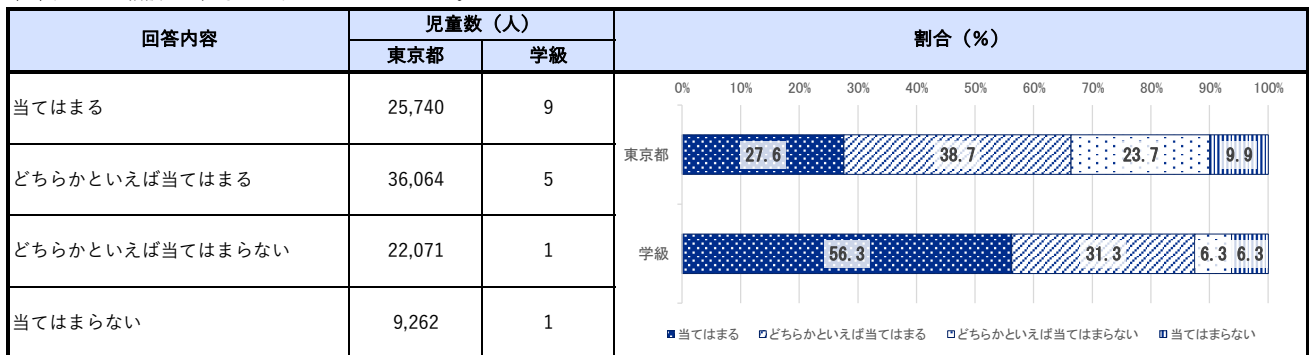 回答内容 児童数（人） 割合（%）
東京都 学級
当てはまる 25,740 9
どちらかといえば当てはまる 36,064 5
どちらかといえば当てはまらない 22,071 1
当てはまらない 9,262 1
0% 10% 20% 30% 40% 50% 60% 70% 80% 90% 100%
東京都 27.6 38.7 23.7 9.9
学級 56.3 31.3 6.3 6.3
当てはまる どちらかといえば当てはまる どちらかといえば当てはまらない 当てはまらない